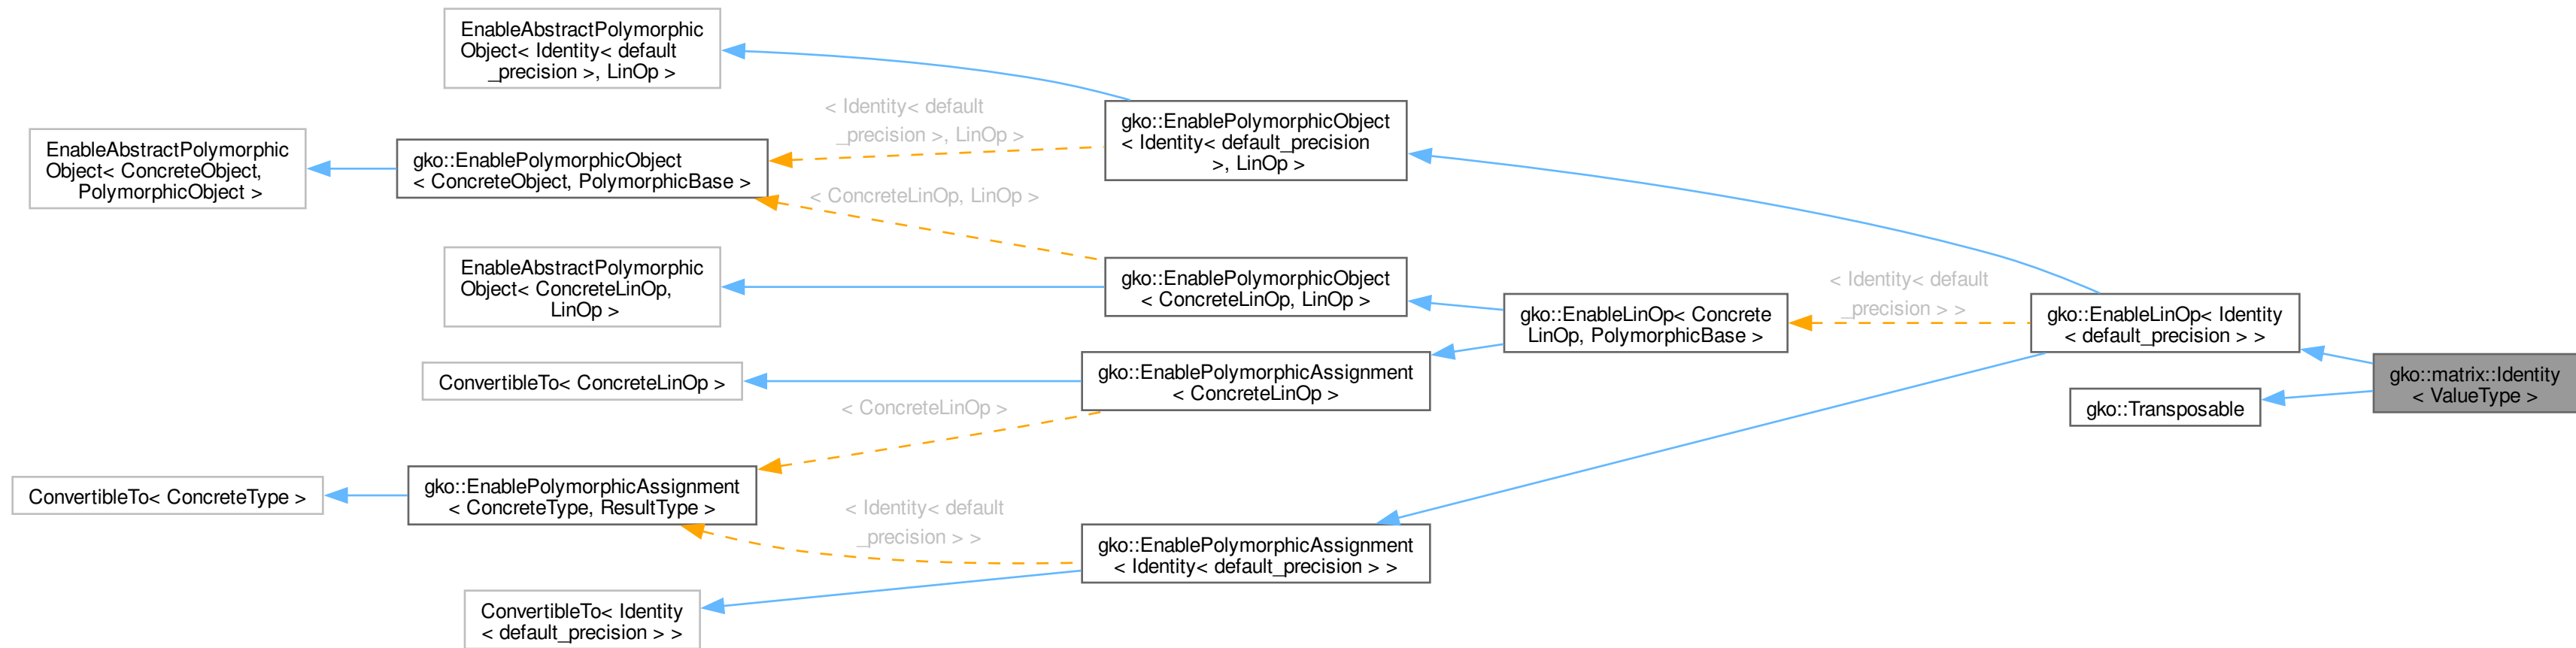 EnableAbstractPolymorphic
Object< Identity< default
_precision >, LinOp >
EnableAbstractPolymorphic
Object< ConcreteObject,
PolymorphicObject >
gko::EnablePolymorphicObject
< ConcreteObject, PolymorphicBase >
< Identity< default
_precision >, LinOp >
gko::EnablePolymorphicObject
< Identity< default_precision
>, LinOp >
< ConcreteLinOp, LinOp >
EnableAbstractPolymorphic
Object< ConcreteLinOp,
LinOp >
gko::EnablePolymorphicObject
< ConcreteLinOp, LinOp >
gko::EnableLinOp< Concrete
LinOp, PolymorphicBase >
< Identity< default
_precision > >
gko::EnableLinOp< Identity
< default_precision > >
gko::matrix::Identity
< ValueType >
gko::Transposable
ConvertibleTo< ConcreteLinOp >
gko::EnablePolymorphicAssignment
< ConcreteLinOp >
< ConcreteLinOp >
ConvertibleTo< ConcreteType >
gko::EnablePolymorphicAssignment
< ConcreteType, ResultType >
< Identity< default
_precision > >
gko::EnablePolymorphicAssignment
< Identity< default_precision > >
ConvertibleTo< Identity
< default_precision > >